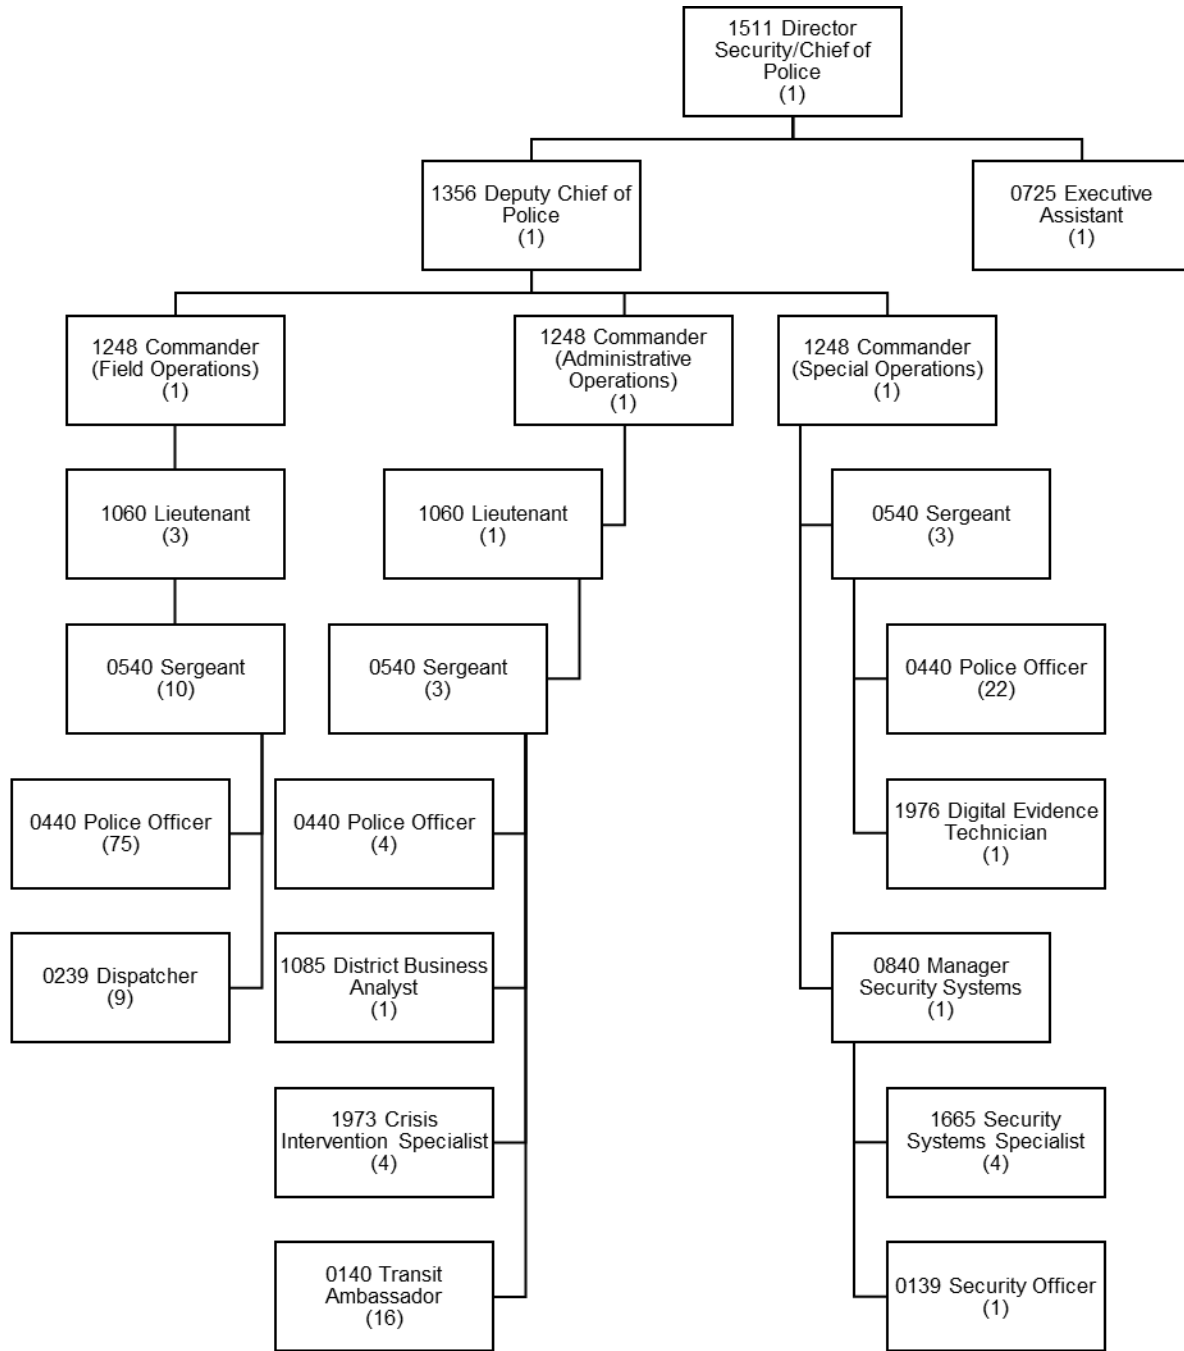 1511 Director
Security/Chief of
Police
(1)
1356 Deputy Chief of
Police
(1)
0725 Executive
Assistant
(1)
1248 Commander
(Field Operations)
(1)
1248 Commander
(Administrative
Operations)
(1)
1248 Commander
(Special Operations)
(1)
1060 Lieutenant
(3)
1060 Lieutenant
(1)
0540 Sergeant
(3)
0540 Sergeant
(10)
0540 Sergeant
(3)
0440 Police Officer
(22)
0440 Police Officer
(75)
0440 Police Officer
(4)
1976 Digital Evidence
Technician
(1)
0239 Dispatcher
(9)
1085 District Business
Analyst
(1)
0840 Manager
Security Systems
(1)
1973 Crisis
Intervention Specialist
(4)
1665 Security
Systems Specialist
(4)
0140 Transit
Ambassador
(16)
0139 Security Officer
(1)